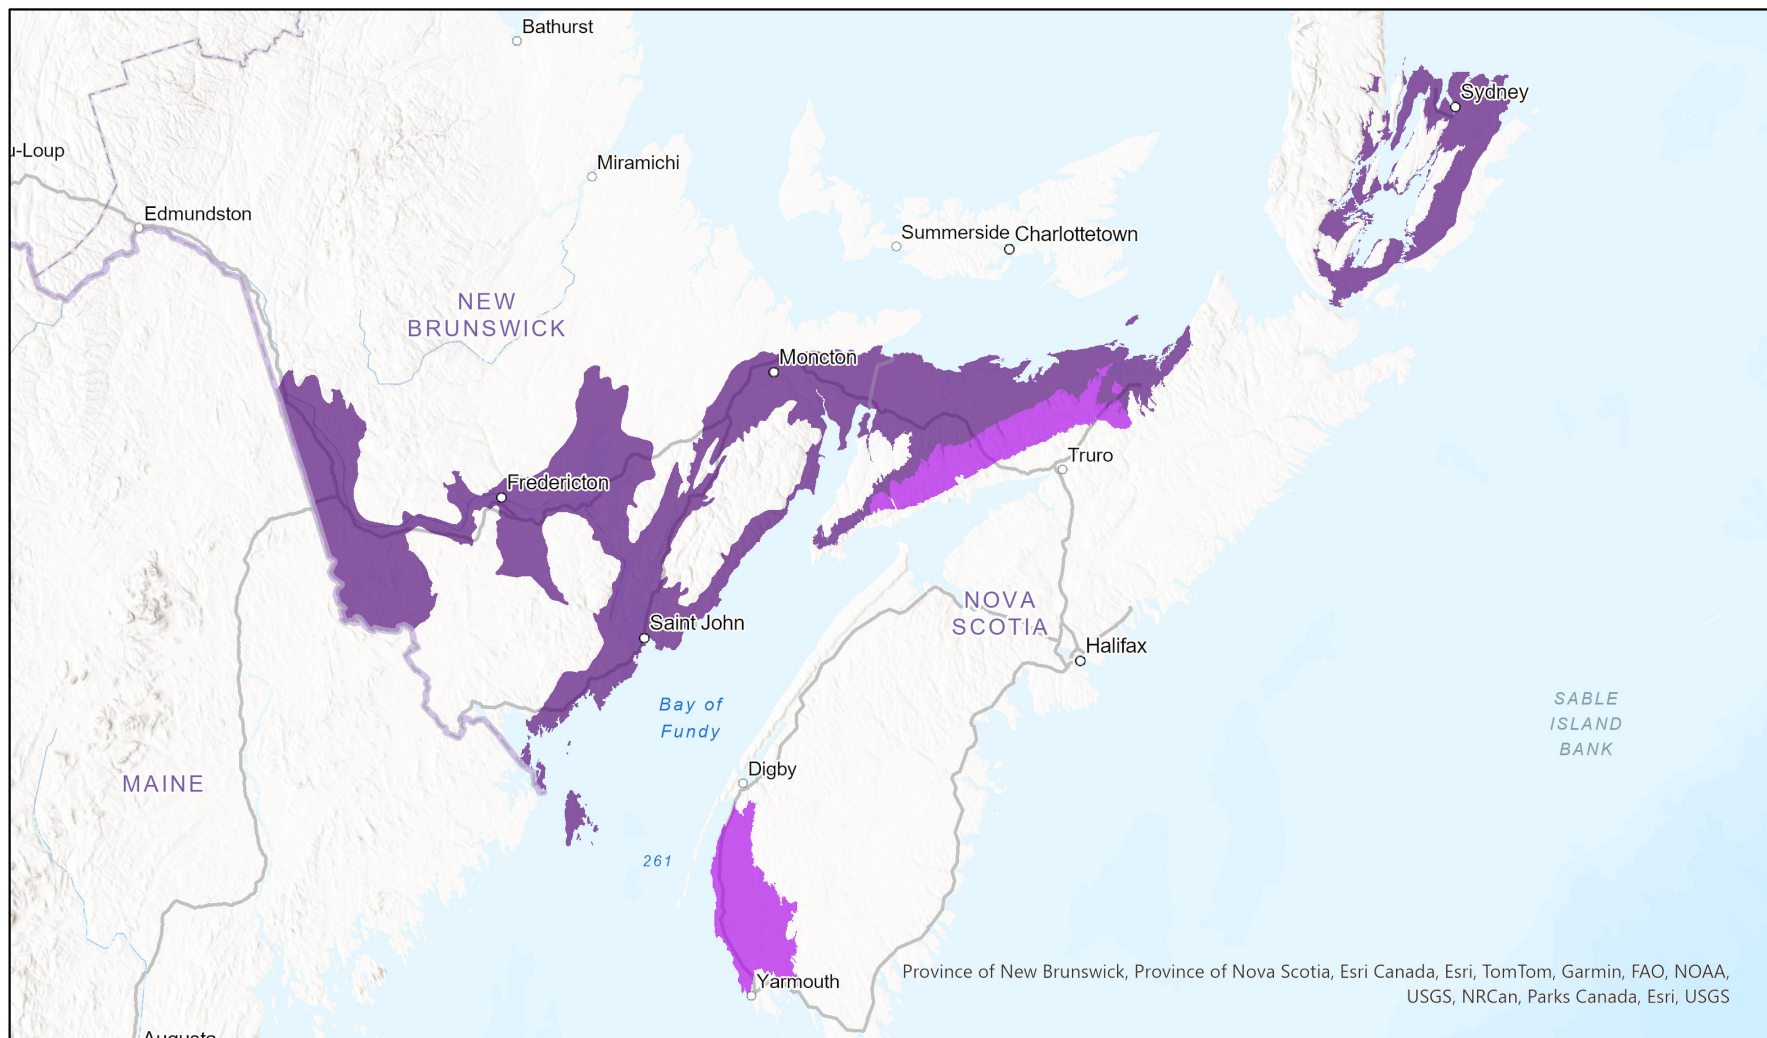 Bathurst
Sydney
u-Loup
Miramichi
Edmundston
Summerside
Charlottetown
NEW
BRUNSWICK
Moncton
Truro
Fredericton
NOVA
SCOTIA
Saint John
Halifax
Bay of
Fundy
SABLE
ISLAND
BANK
MAINE
Digby
261
Yarmouth
Province of New Brunswick, Province of Nova Scotia, Esri Canada, Esri, TomTom, Garmin, FAO, NOAA,
USGS, NRCan, Parks Canada, Esri, USGS
Augusta